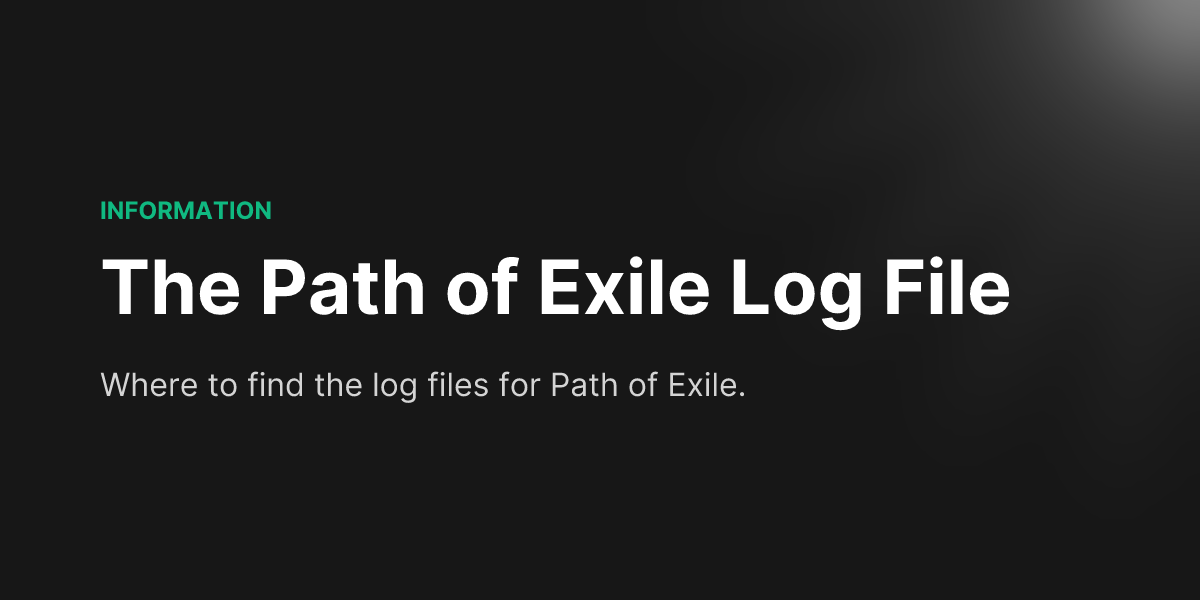 INFORMATION
The Path of Exile Log File
Where to find the log files for Path of Exile.